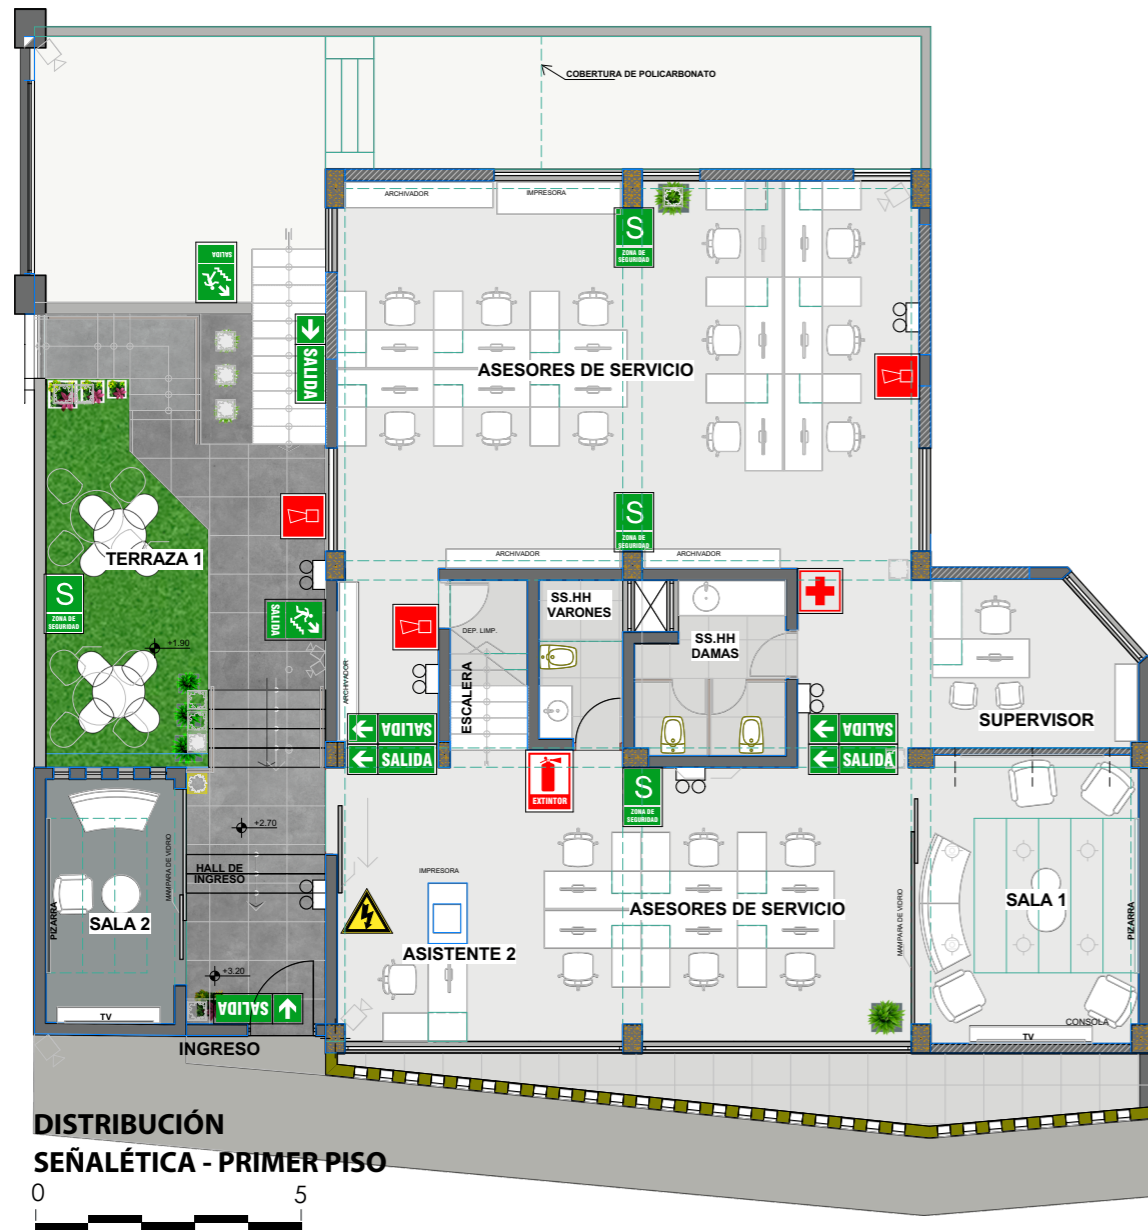 COBERTURA DE POLICARBONATO
ARCHIVADOR
IMPRESORA
S
ZONA DE
SEGURIDAD
SALIDA
SALIDA
ASESORES DE SERVICIO
S
ZONA DE
SEGURIDAD
ARCHIVADOR
ARCHIVADOR
TERRAZA 1
S
ZONA DE
SEGURIDAD
SALIDA
+1.90
ARCHIVADOR
DEP. LIMP.
ESCALERA
SS.HH
VARONES
SS.HH
DAMAS
SUPERVISOR
SALIDA
SALIDA
SALIDA
SALIDA
EXTINTOR
S
ZONA DE
SEGURIDAD
+2.70
HALL DE
INGRESO
MAMPARA DE VIDRIO
PIZARRA
SALA 2
TV
+3.20
SALIDA
INGRESO
IMPRESORA
ASISTENTE 2
ASESORES DE SERVICIO
MAMPARA DE VIDRIO
SALA 1
PIZARRA
CONSOLA
TV
DISTRIBUCIÓN
SEÑALÉTICA - PRIMER PISO
0 5